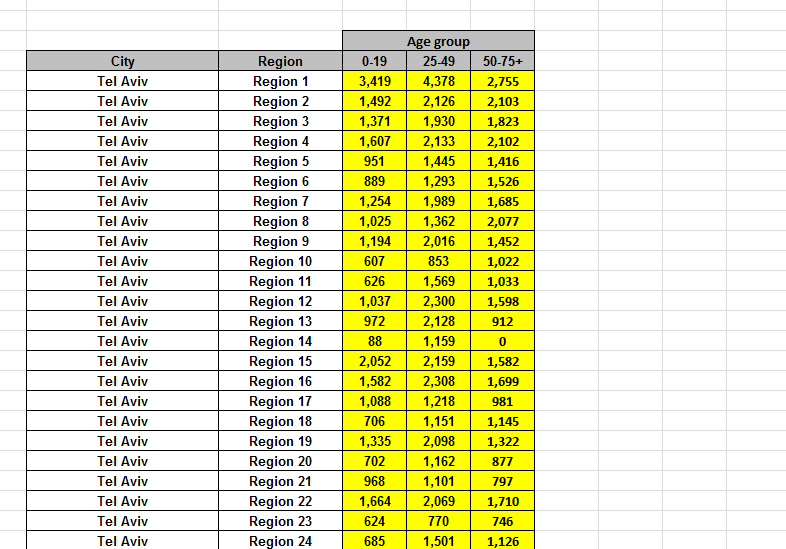 Age group
City Region 0-19 25-49 50-75+
Tel Aviv Region 1 3,419 4,378 2,755
Tel Aviv Region 2 1,492 2,126 2,103
Tel Aviv Region 3 1,371 1,930 1,823
Tel Aviv Region 4 1,607 2,133 2,102
Tel Aviv Region 5 951 1,445 1,416
Tel Aviv Region 6 889 1,293 1,526
Tel Aviv Region 7 1,254 1,989 1,685
Tel Aviv Region 8 1,025 1,362 2,077
Tel Aviv Region 9 1,194 2,016 1,452
Tel Aviv Region 10 607 853 1,022
Tel Aviv Region 11 626 1,569 1,033
Tel Aviv Region 12 1,037 2,300 1,598
Tel Aviv Region 13 972 2,128 912
Tel Aviv Region 14 88 1,159 0
Tel Aviv Region 15 2,052 2,159 1,582
Tel Aviv Region 16 1,582 2,308 1,699
Tel Aviv Region 17 1,088 1,218 981
Tel Aviv Region 18 706 1,151 1,145
Tel Aviv Region 19 1,335 2,098 1,322
Tel Aviv Region 20 702 1,162 877
Tel Aviv Region 21 968 1,101 797
Tel Aviv Region 22 1,664 2,069 1,710
Tel Aviv Region 23 624 770 746
Tel Aviv Region 24 685 1,501 1,126